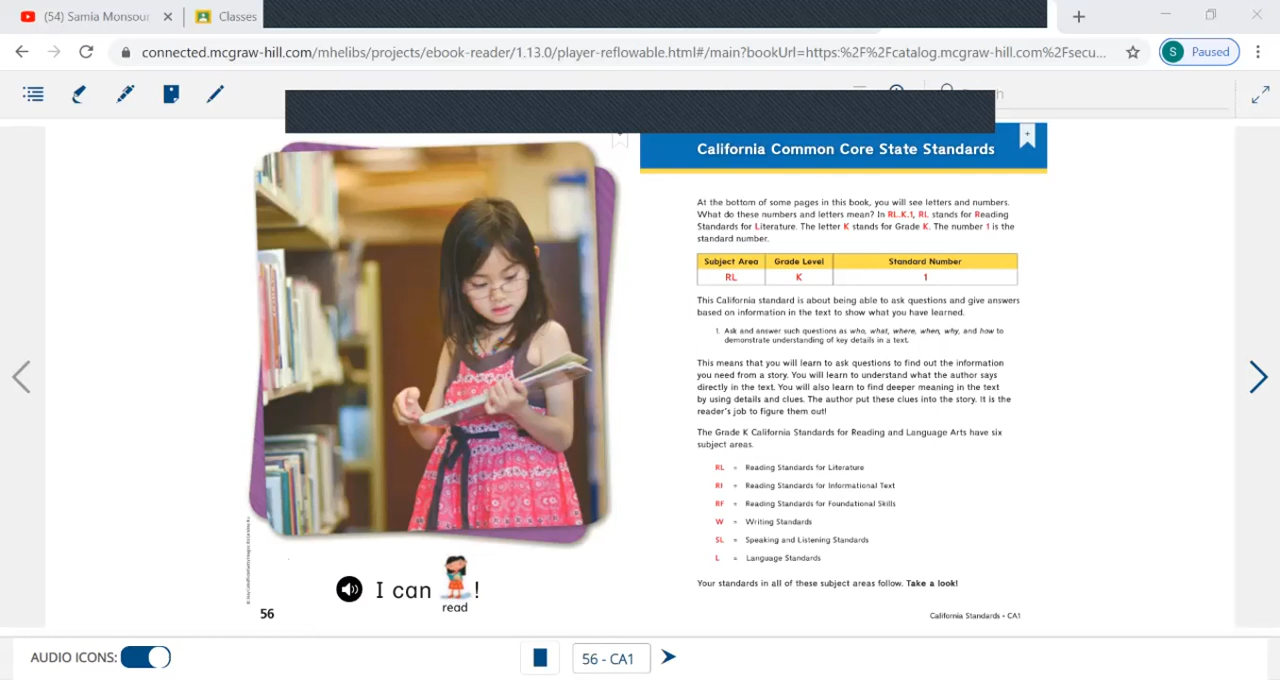 (54) Samia Monsour
Classes
connected.mcgraw-hill.com/mhelibs/projects/ebook-reader/1.13.0/player-reflowable.html#/main?bookUrl=https:%2F%2Fcatalog.mcgraw-hill.com%2Fsecu...
S Paused
California Common Core State Standards
At the bottom of some pages in this book, you will see letters and numbers.
What do these numbers and letters mean? In RL.K.1, RL stands for Reading
Standards for Literature. The letter K stands for Grade K. The number 1 is the
standard number.
Subject Area Grade Level Standard Number
RL K 1
This California standard is about being able to ask questions and give answers
based on information in the text to show what you have learned.
1. Ask and answer such questions as who, what, where, when, why, and how to
demonstrate understanding of key details in a text.
This means that you will learn to ask questions to find out the information
you need from a story. You will learn to understand what the author says
directly in the text. You will also learn to find deeper meaning in the text
by using details and clues. The author put these clues into the story. It is the
reader's job to figure them out!
The Grade K California Standards for Reading and Language Arts have six
subject areas.
RL = Reading Standards for Literature
RI = Reading Standards for Informational Text
RF = Reading Standards for Foundational Skills
W = Writing Standards
SL = Speaking and Listening Standards
L = Language Standards
Your standards in all of these subject areas follow. Take a look!
California Standards • CA1
I can !
read
56
AUDIO ICONS:
56 - CA1